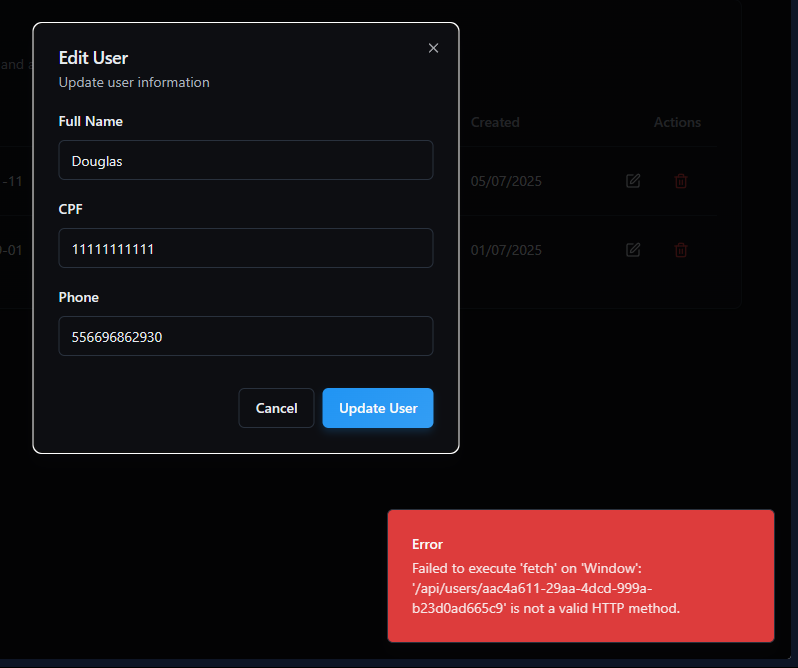 Edit User
Update user information
and
Full Name
Created
Actions
Douglas
-11
05/07/2025
CPF
11111111111
-01
01/07/2025
Phone
556696862930
Cancel
Update User
Error
Failed to execute 'fetch' on 'Window':
'/api/users/aac4a611-29aa-4dcd-999a-
b23d0ad665c9' is not a valid HTTP method.